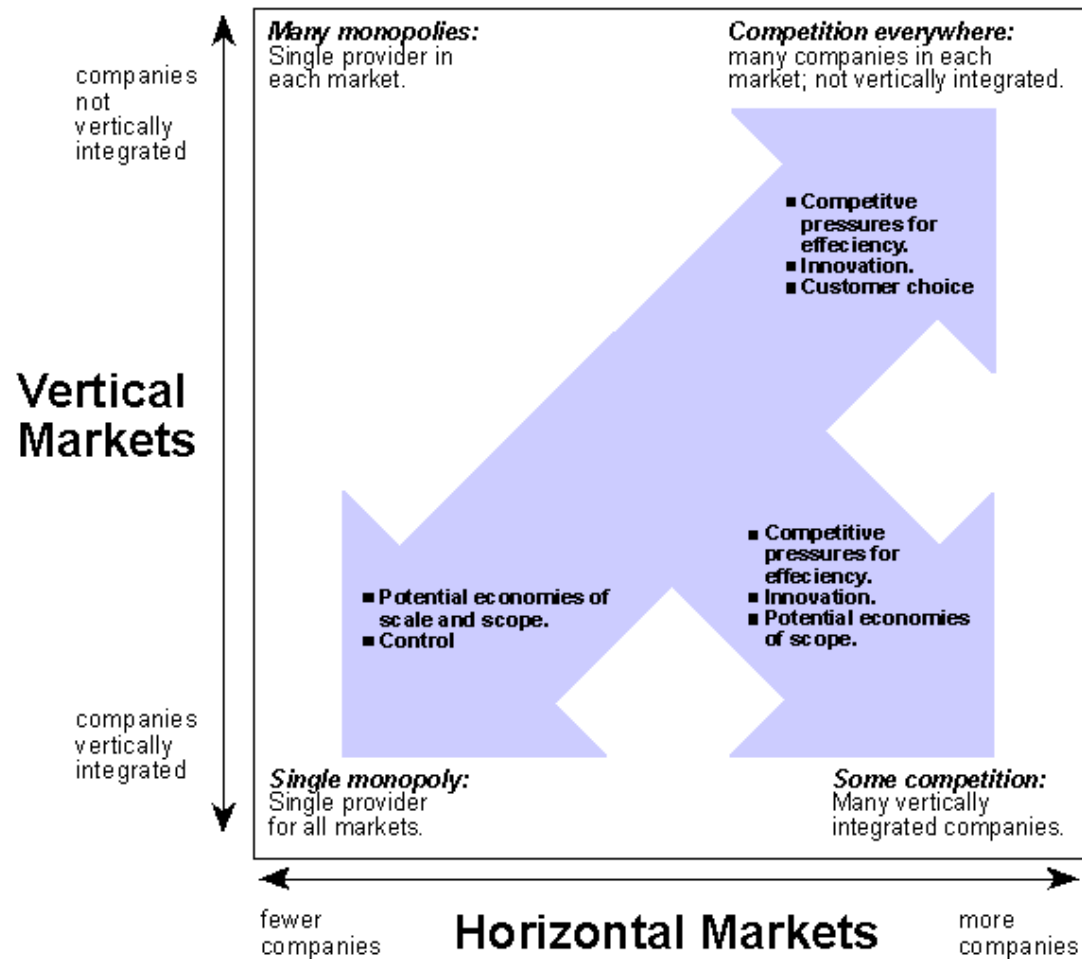 Many monopolies:
Single provider in
each market.
Competition everywhere:
many companies in each
market; not vertically integrated.
companies
not
vertically
integrated
■ Competitve
pressures for
effeciency.
■ Innovation.
■ Customer choice
Vertical
Markets
■ Competitive
pressures for
effeciency.
■ Innovation.
■ Potential economies
of scope.
■ Potential economies of
scale and scope.
■ Control
companies
vertically
integrated
Single monopoly:
Single provider
for all markets.
Some competition:
Many vertically
integrated companies.
fewer
companies
Horizontal Markets
more
companies